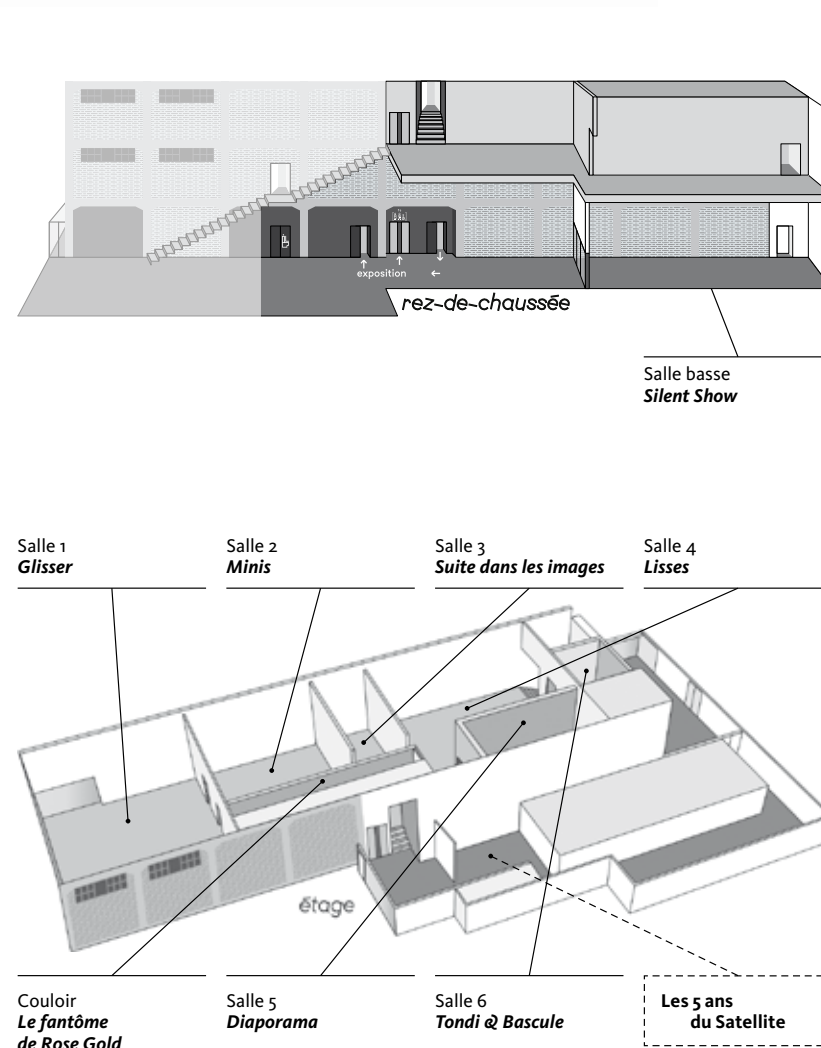 exposition
←
rez-de-chaussée
Salle basse
Silent Show
Salle 1
Glisser
Salle 2
Minis
Salle 3
Suite dans les images
Salle 4
Lisses
étage
Couloir
Le fantôme
de Rose Gold
Salle 5
Diaporama
Salle 6
Tondi & Bascule
Les 5 ans
du Satellite